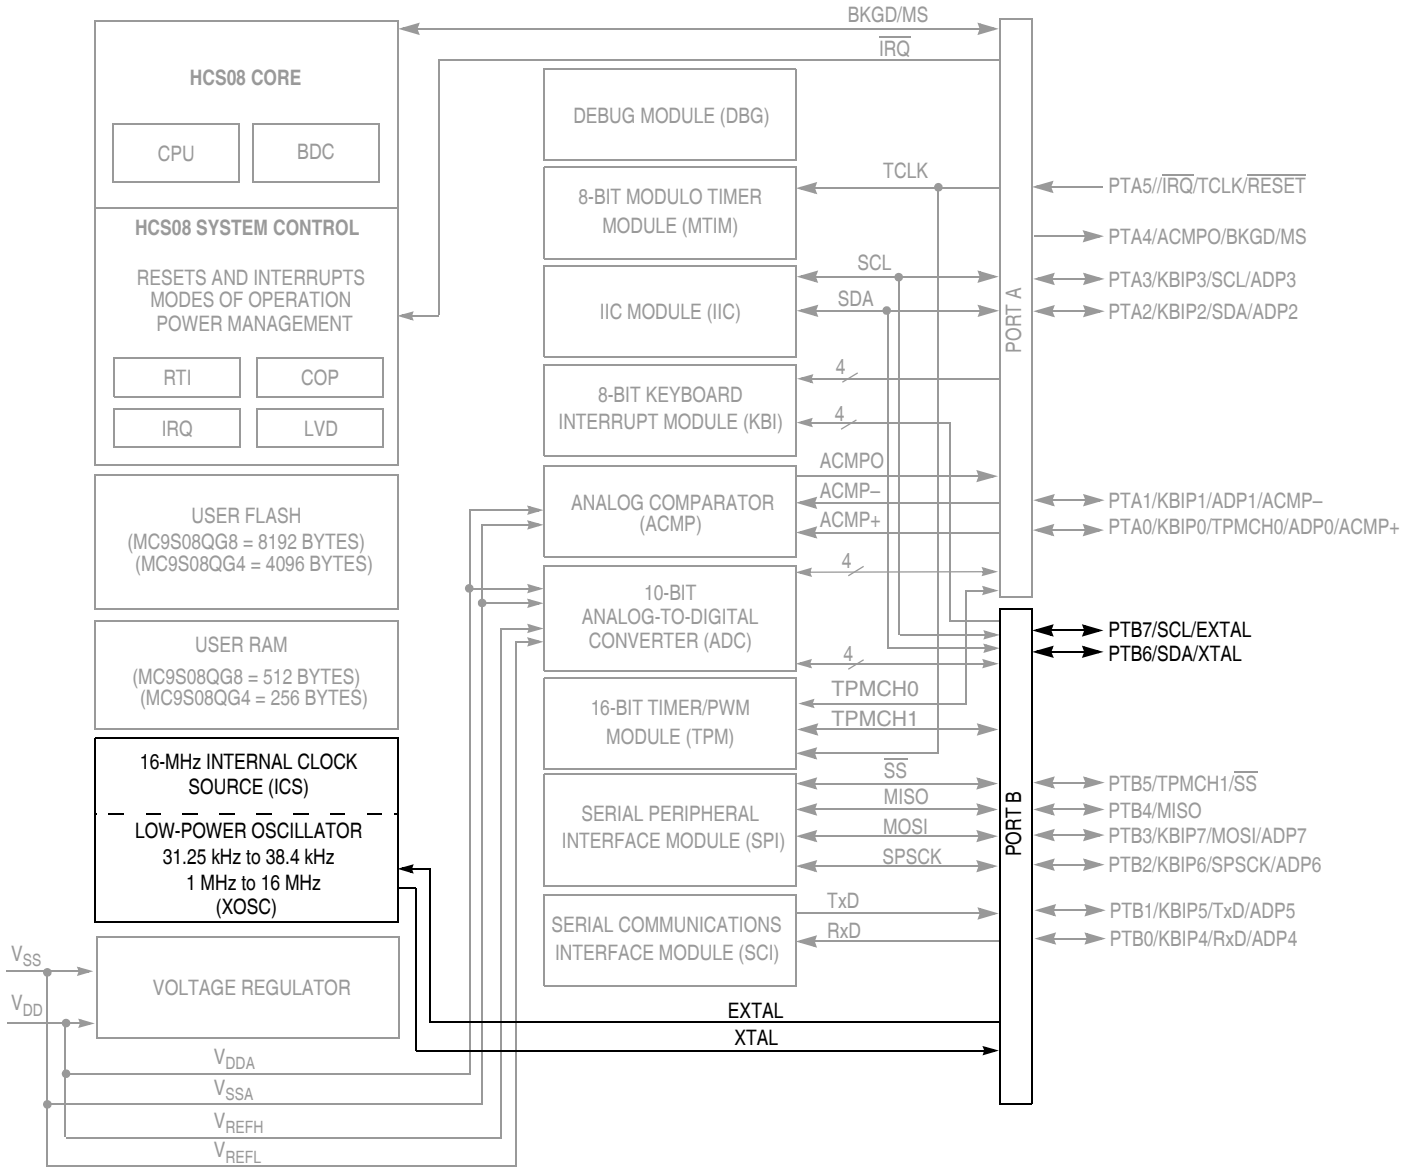 BKGD/MS
IRQ
HCS08 CORE
CPU
BDC
HCS08 SYSTEM CONTROL
RESETS AND INTERRUPTS
MODES OF OPERATION
POWER MANAGEMENT
RTI
COP
IRQ
LVD
USER FLASH
(MC9S08QG8 = 8192 BYTES)
(MC9S08QG4 = 4096 BYTES)
USER RAM
(MC9S08QG8 = 512 BYTES)
(MC9S08QG4 = 256 BYTES)
16-MHz INTERNAL CLOCK
SOURCE (ICS)
LOW-POWER OSCILLATOR
31.25 kHz to 38.4 kHz
1 MHz to 16 MHz
(XOSC)
VSS
VDD
VOLTAGE REGULATOR
VDDA
VSSA
VREFH
VREFL
DEBUG MODULE (DBG)
8-BIT MODULO TIMER
MODULE (MTIM)
TCLK
IIC MODULE (IIC)
SCL
SDA
8-BIT KEYBOARD
INTERRUPT MODULE (KBI)
4
4
ANALOG COMPARATOR
(ACMP)
ACMPO
ACMP–
ACMP+
10-BIT
ANALOG-TO-DIGITAL
CONVERTER (ADC)
4
4
16-BIT TIMER/PWM
MODULE (TPM)
TPMCH0
TPMCH1
SERIAL PERIPHERAL
INTERFACE MODULE (SPI)
SS
MISO
MOSI
SPSCK
SERIAL COMMUNICATIONS
INTERFACE MODULE (SCI)
TxD
RxD
EXTAL
XTAL
PORT A
PORT B
PTA5//IRQ/TCLK/RESET
PTA4/ACMPO/BKGD/MS
PTA3/KBIP3/SCL/ADP3
PTA2/KBIP2/SDA/ADP2
PTA1/KBIP1/ADP1/ACMP–
PTA0/KBIP0/TPMCH0/ADP0/ACMP+
PTB7/SCL/EXTAL
PTB6/SDA/XTAL
PTB5/TPMCH1/SS
PTB4/MISO
PTB3/KBIP7/MOSI/ADP7
PTB2/KBIP6/SPSCK/ADP6
PTB1/KBIP5/TxD/ADP5
PTB0/KBIP4/RxD/ADP4